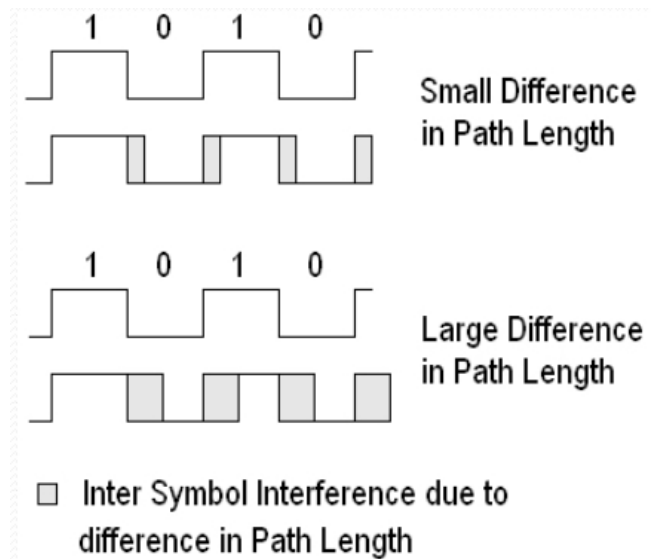 1 0 1 0
Small Difference
in Path Length
1 0 1 0
Large Difference
in Path Length
Inter Symbol Interference due to
difference in Path Length